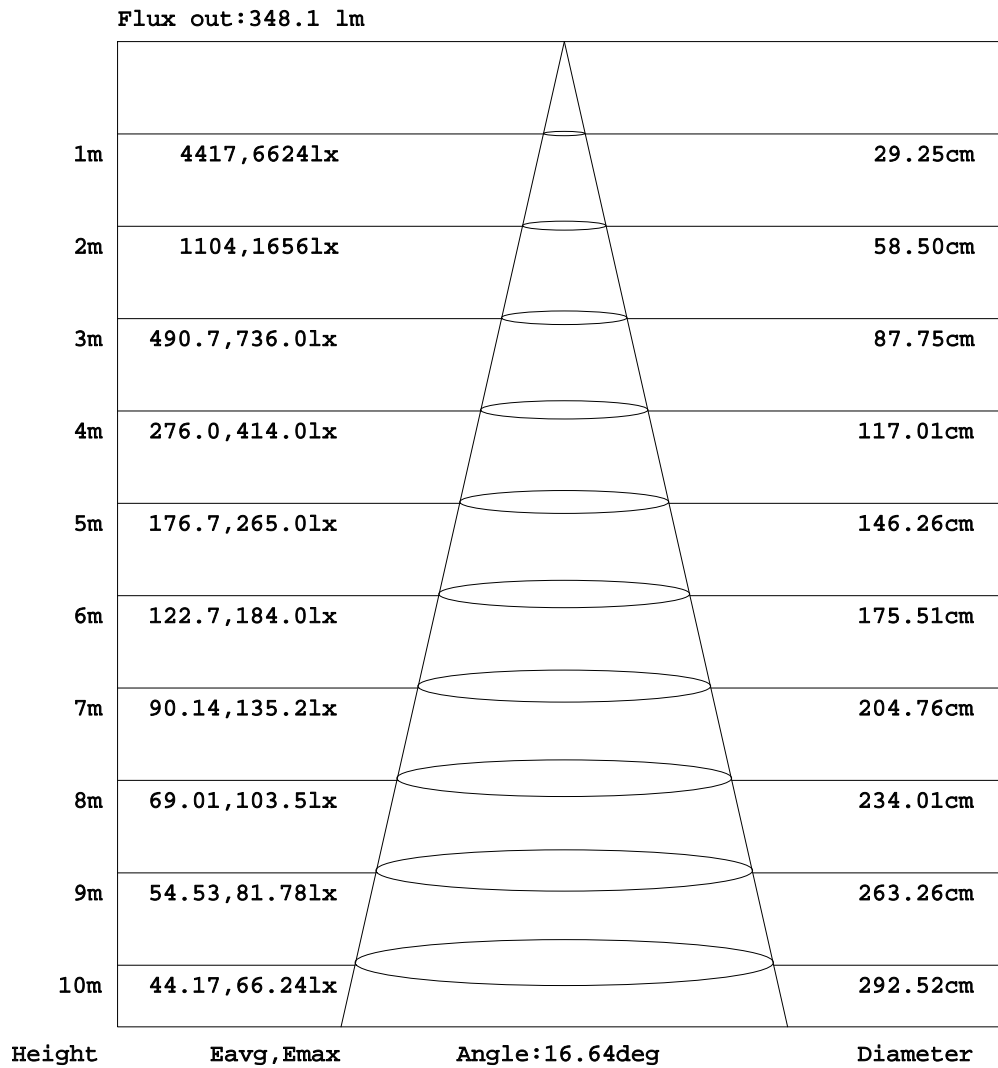 Flux out:348.1 lm
1m 4417,6624lx 29.25cm
2m 1104,1656lx 58.50cm
3m 490.7,736.0lx 87.75cm
4m 276.0,414.0lx 117.01cm
5m 176.7,265.0lx 146.26cm
6m 122.7,184.0lx 175.51cm
7m 90.14,135.2lx 204.76cm
8m 69.01,103.5lx 234.01cm
9m 54.53,81.78lx 263.26cm
10m 44.17,66.24lx 292.52cm
Height Eavg,Emax Angle:16.64deg Diameter